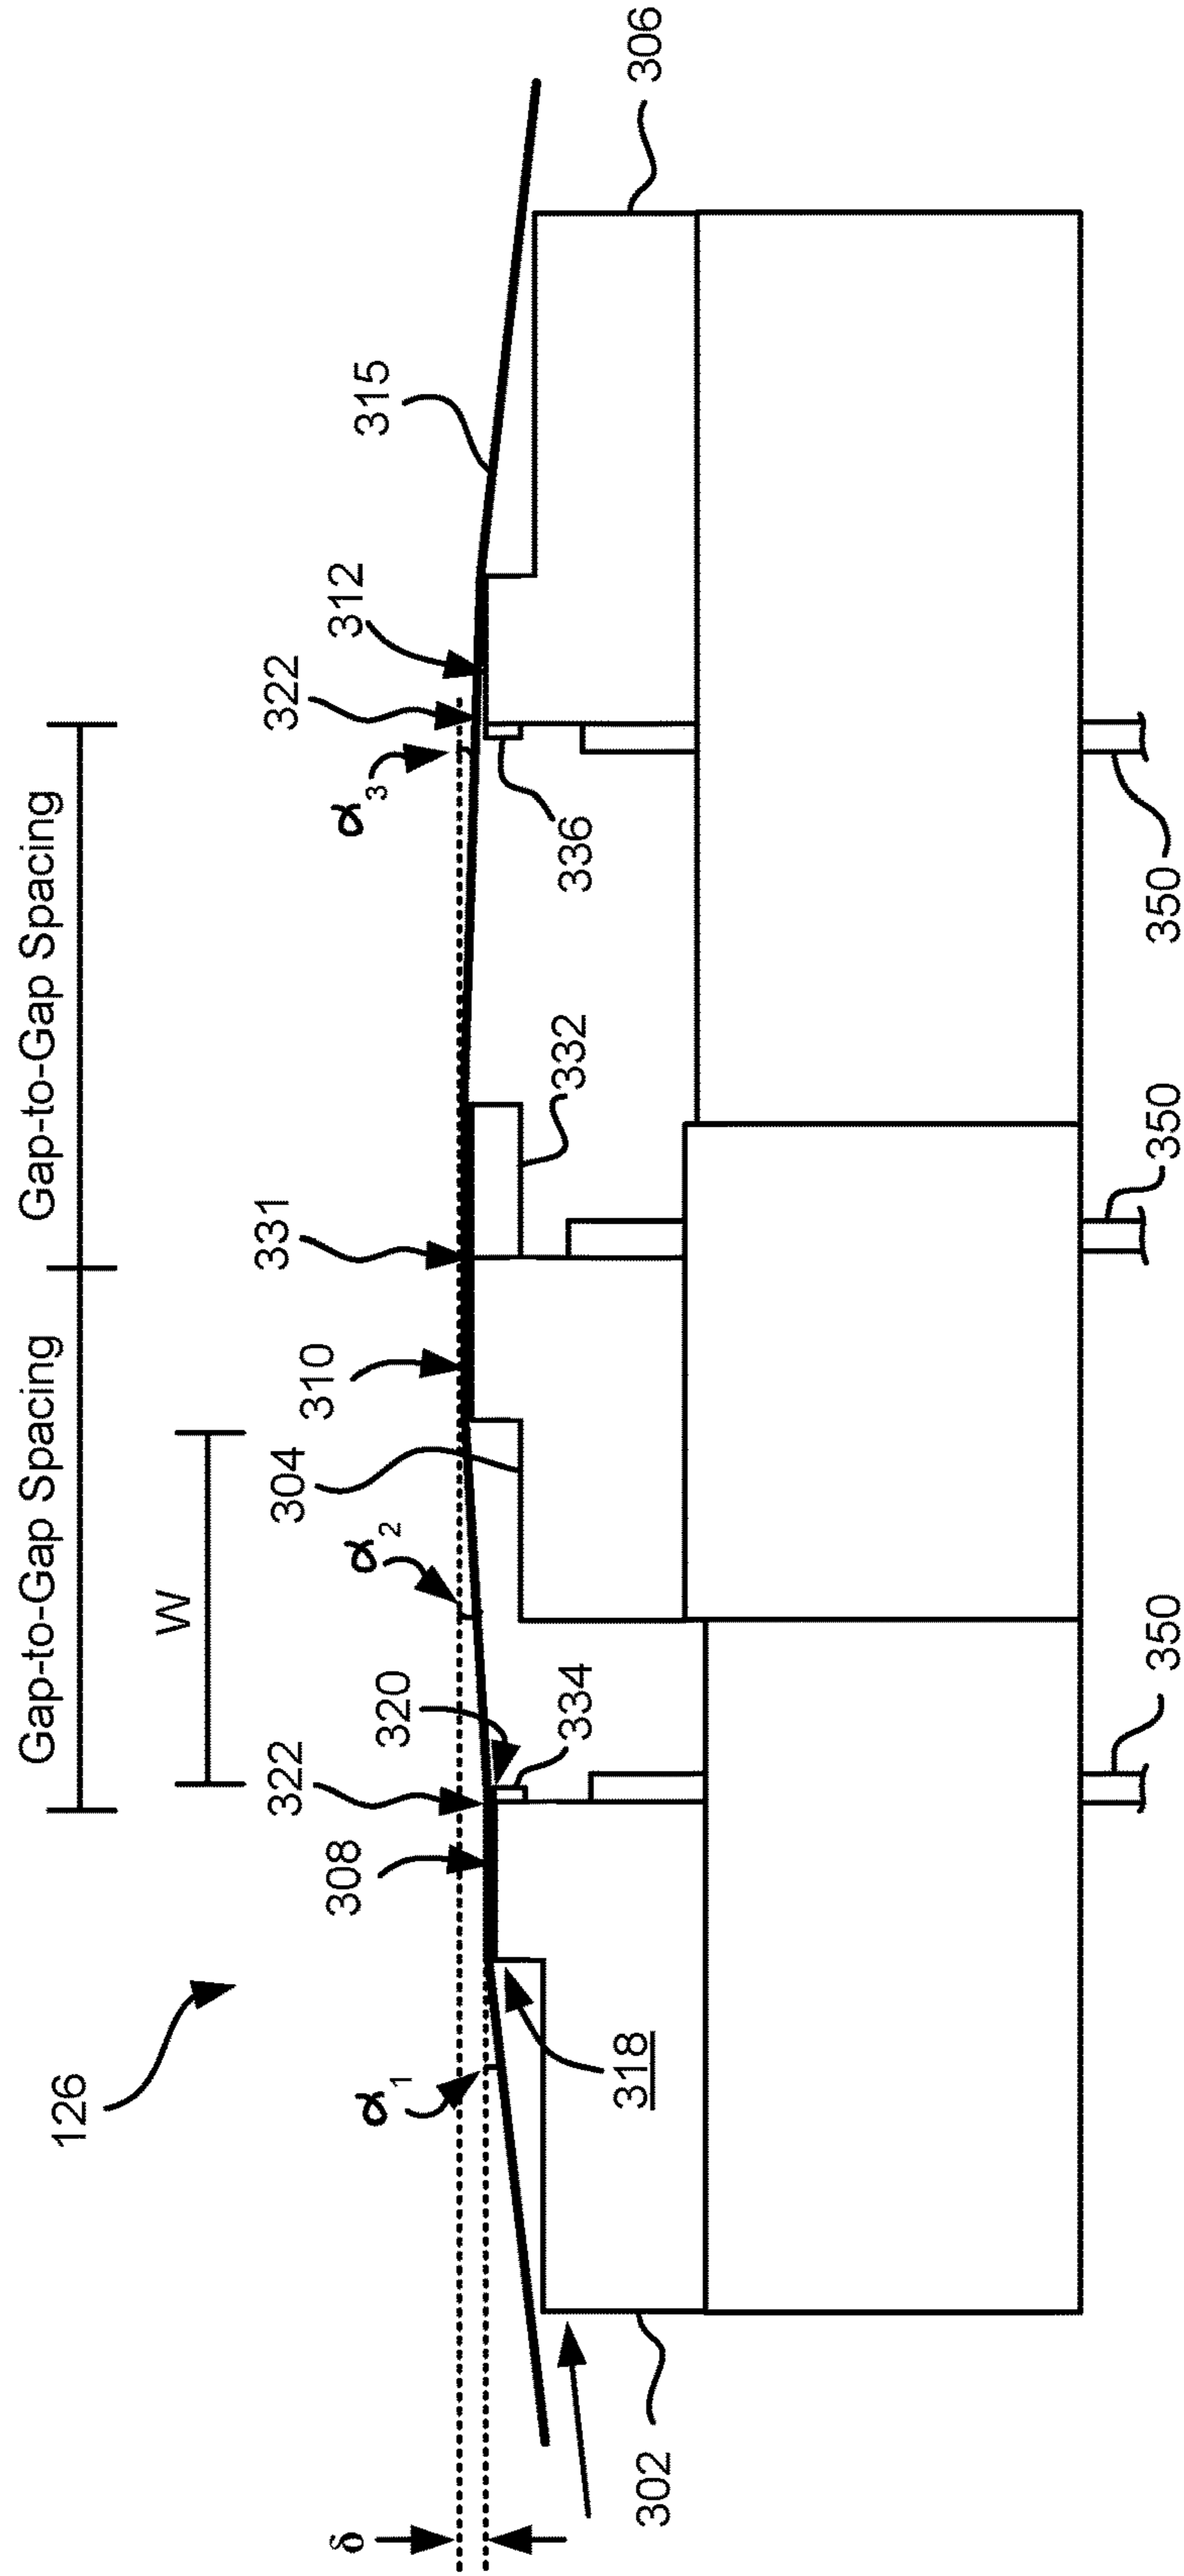 Gap-to-Gap Spacing
Gap-to-Gap Spacing
W
126
δ
α1
308
322
320
334
α2
304
310
331
332
α3
322
336
312
315
306
318
302
350
350
350